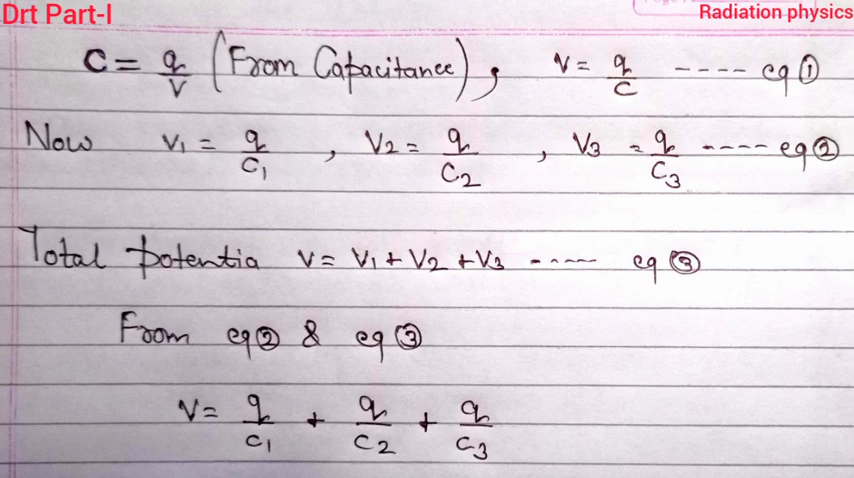 Drt Part-I
Radiation physics
C = q/V (From Capacitance), V = q/C ---- eq ①
Now V₁ = q/C₁ , V₂ = q/C₂ , V₃ = q/C₃ ---- eq ②
Total potentia V = V₁ + V₂ + V₃ ----- eq ③
From eq ② & eq ③
V = q/C₁ + q/C₂ + q/C₃